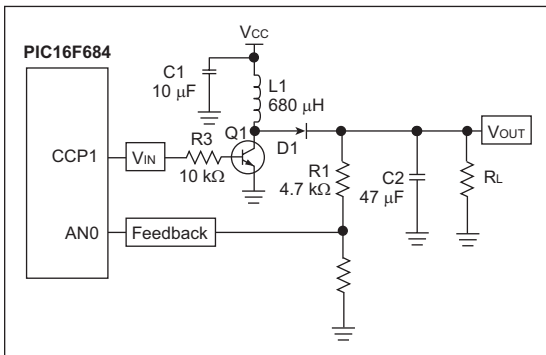 VCC
PIC16F684
C1
10 µF
L1
680 µH
CCP1
VIN
R3
10 kΩ
Q1
D1
VOUT
R1
4.7 kΩ
C2
47 µF
RL
AN0
Feedback